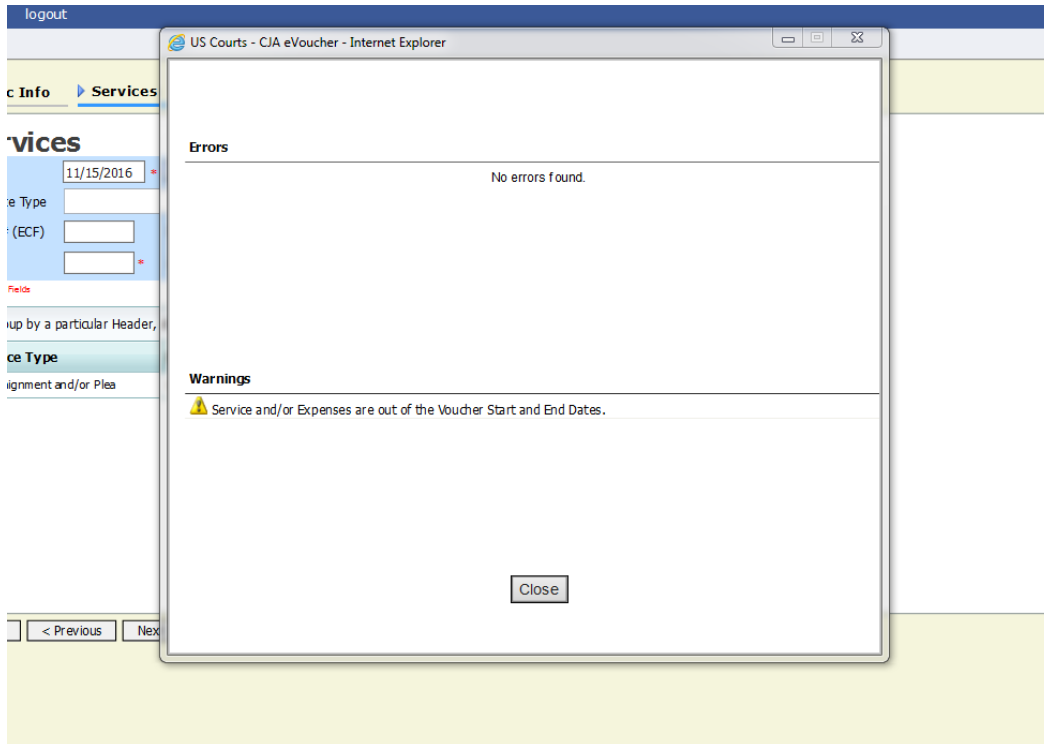 logout
US Courts - CJA eVoucher - Internet Explorer
c Info
Services
vices
Errors
11/15/2016 *
No errors found.
e Type
(ECF)
*
Fields
oup by a particular Header,
ce Type
Warnings
ignment and/or Plea
Service and/or Expenses are out of the Voucher Start and End Dates.
Close
< Previous
Nex